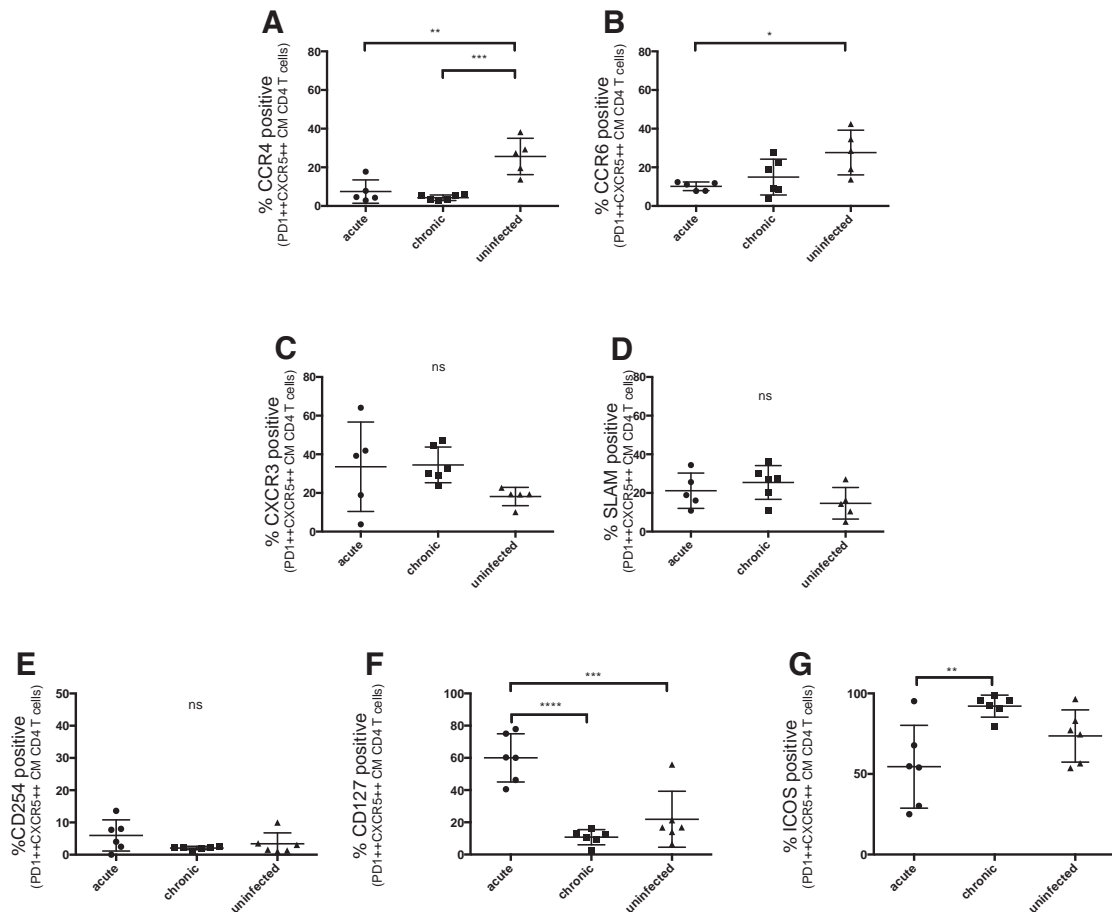 A
% CCR4 positive
(PD1++CXCR5++ CM CD4 T cells)
80
60
40
20
0
**
***
acute
chronic
uninfected
B
% CCR6 positive
(PD1++CXCR5++ CM CD4 T cells)
80
60
40
20
0
*
acute
chronic
uninfected
C
% CXCR3 positive
(PD1++CXCR5++ CM CD4 T cells)
80
60
40
20
0
ns
acute
chronic
uninfected
D
% SLAM positive
(PD1++CXCR5++ CM CD4 T cells)
80
60
40
20
0
ns
acute
chronic
uninfected
E
%CD254 positive
(PD1++CXCR5++ CM CD4 T cells)
50
40
30
20
10
0
ns
acute
chronic
uninfected
F
% CD127 positive
(PD1++CXCR5++ CM CD4 T cells)
100
80
60
40
20
0
***
****
acute
chronic
uninfected
G
% ICOS positive
(PD1++CXCR5++ CM CD4 T cells)
100
50
0
**
acute
chronic
uninfected